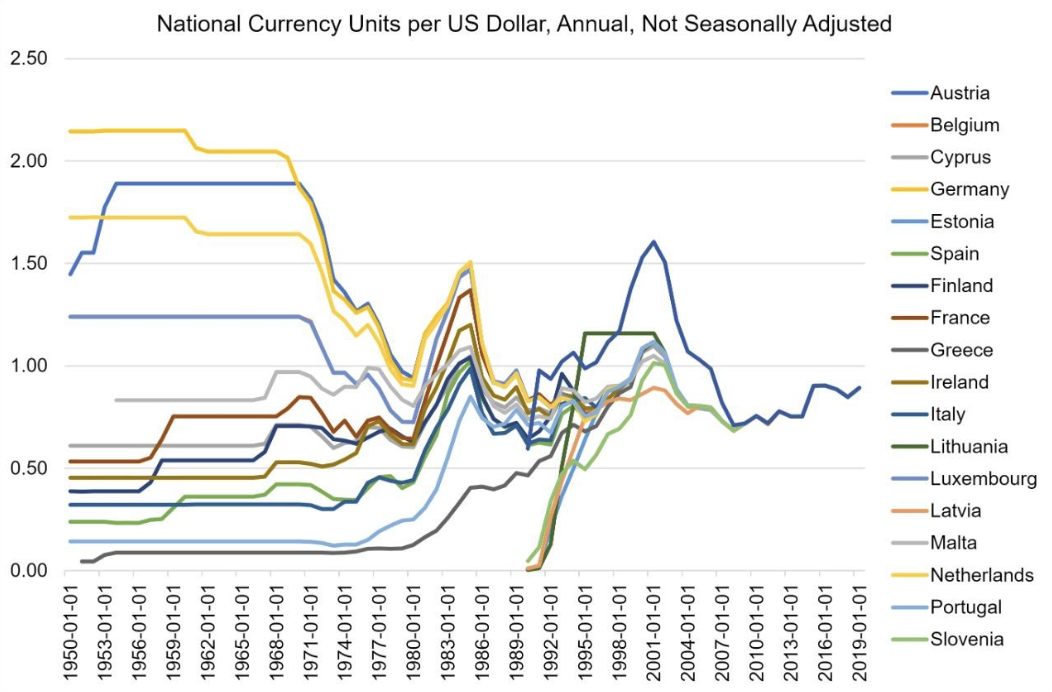 National Currency Units per US Dollar, Annual, Not Seasonally Adjusted
2.50
2.00
1.50
1.00
0.50
0.00
1950-01-01
1953-01-01
1956-01-01
1959-01-01
1962-01-01
1965-01-01
1968-01-01
1971-01-01
1974-01-01
1977-01-01
1980-01-01
1983-01-01
1986-01-01
1989-01-01
1992-01-01
1995-01-01
1998-01-01
2001-01-01
2004-01-01
2007-01-01
2010-01-01
2013-01-01
2016-01-01
2019-01-01
Austria
Belgium
Cyprus
Germany
Estonia
Spain
Finland
France
Greece
Ireland
Italy
Lithuania
Luxembourg
Latvia
Malta
Netherlands
Portugal
Slovenia